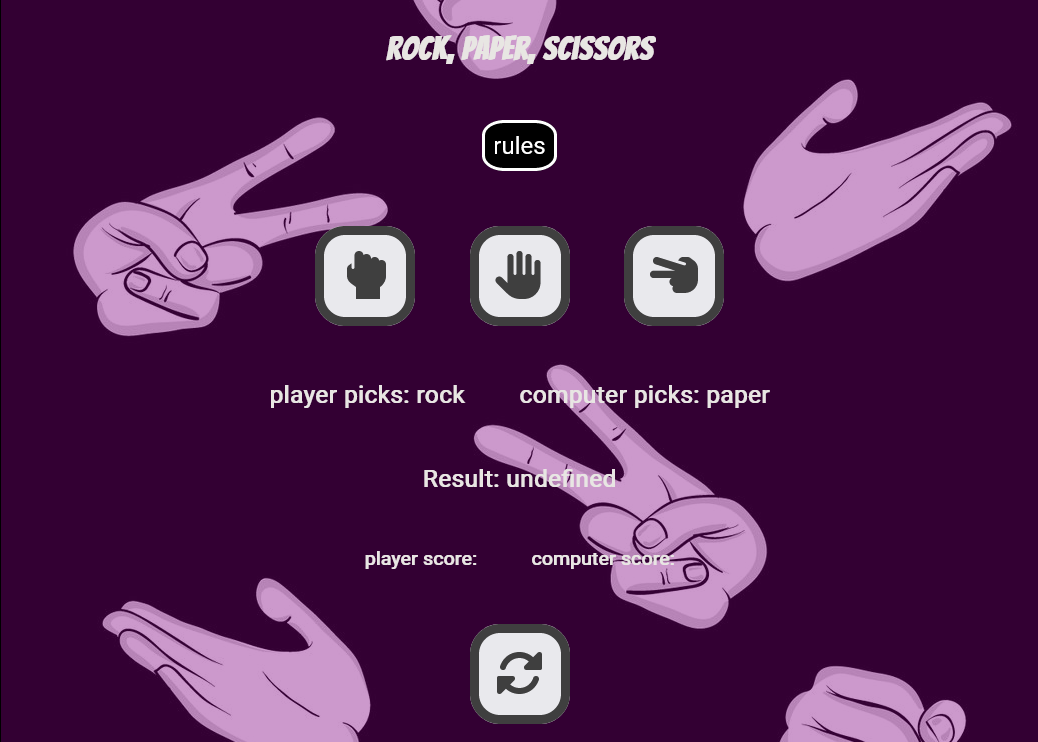 ROCK, PAPER, SCISSORS
rules
player picks: rock computer picks: paper
Result: undefined
player score: computer score: